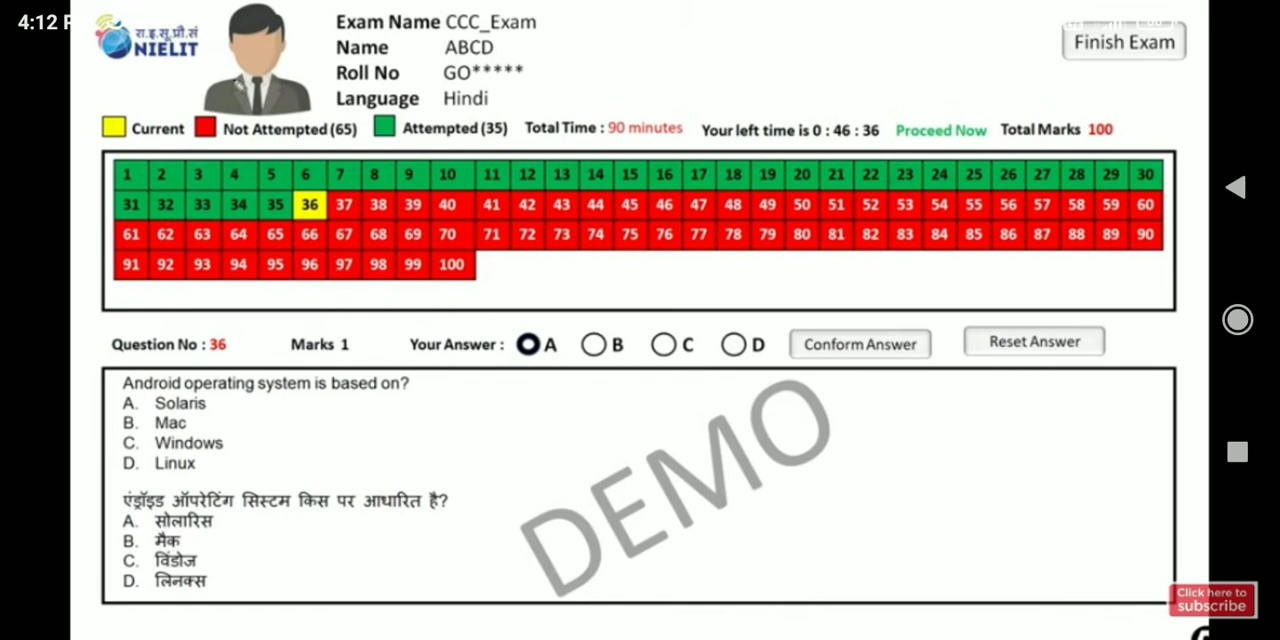 4:12
रा.इ.सू.प्रौ.सं
NIELIT
Exam Name CCC_Exam
Name ABCD
Roll No GO*****
Language Hindi
Finish Exam
Current Not Attempted (65) Attempted (35) Total Time : 90 minutes Your left time is 0 : 46 : 36 Proceed Now Total Marks 100
1 2 3 4 5 6 7 8 9 10 11 12 13 14 15 16 17 18 19 20 21 22 23 24 25 26 27 28 29 30
31 32 33 34 35 36 37 38 39 40 41 42 43 44 45 46 47 48 49 50 51 52 53 54 55 56 57 58 59 60
61 62 63 64 65 66 67 68 69 70 71 72 73 74 75 76 77 78 79 80 81 82 83 84 85 86 87 88 89 90
91 92 93 94 95 96 97 98 99 100
Question No : 36 Marks 1 Your Answer : A B C D Conform Answer Reset Answer
Android operating system is based on?
A. Solaris
B. Mac
C. Windows
D. Linux
एंड्रॉइड ऑपरेटिंग सिस्टम किस पर आधारित है?
A. सोलारिस
B. मैक
C. विंडोज
D. लिनक्स
DEMO
Click here to
subscribe